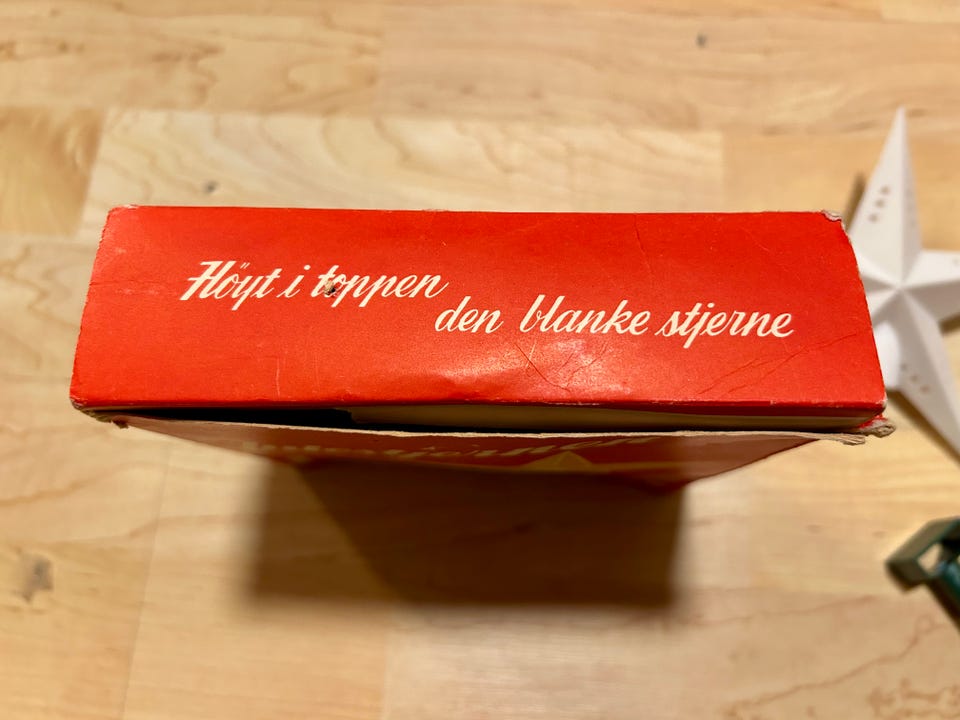 Höyt i toppen
den blanke stjerne